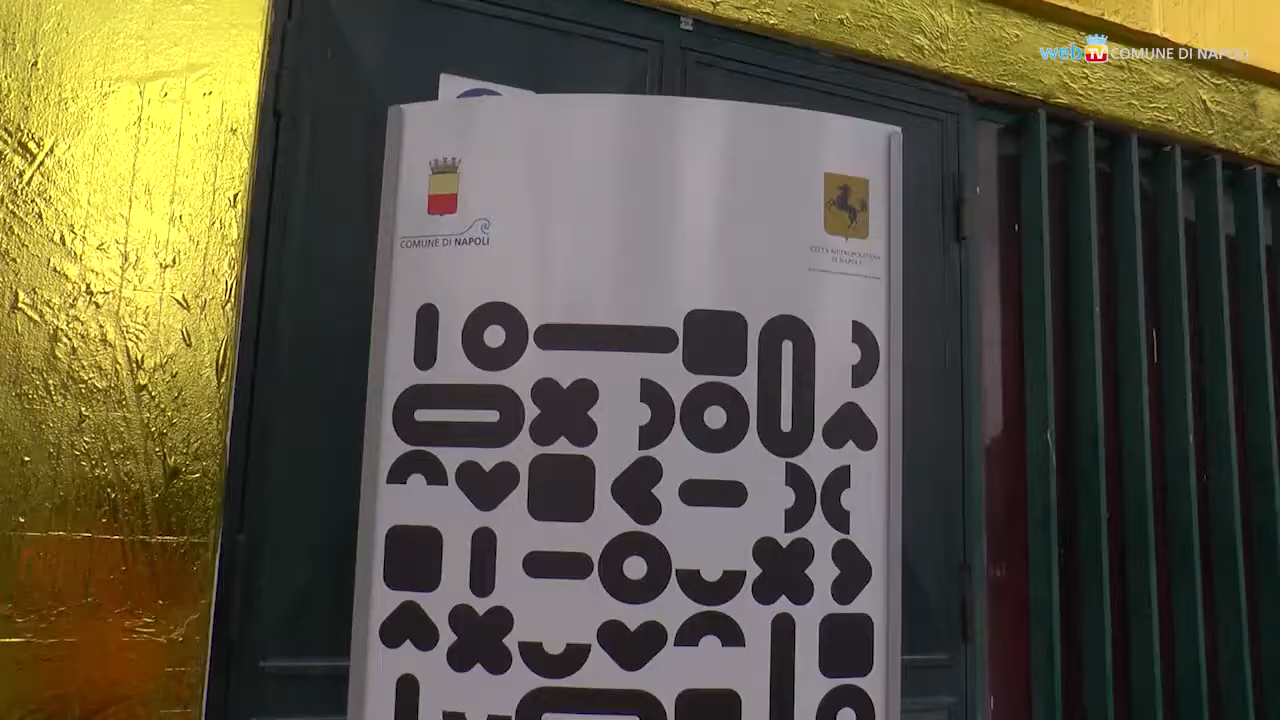 web TV COMUNE DI NAPOLI
COMUNE DI NAPOLI
CITTÀ METROPOLITANA
DI NAPOLI